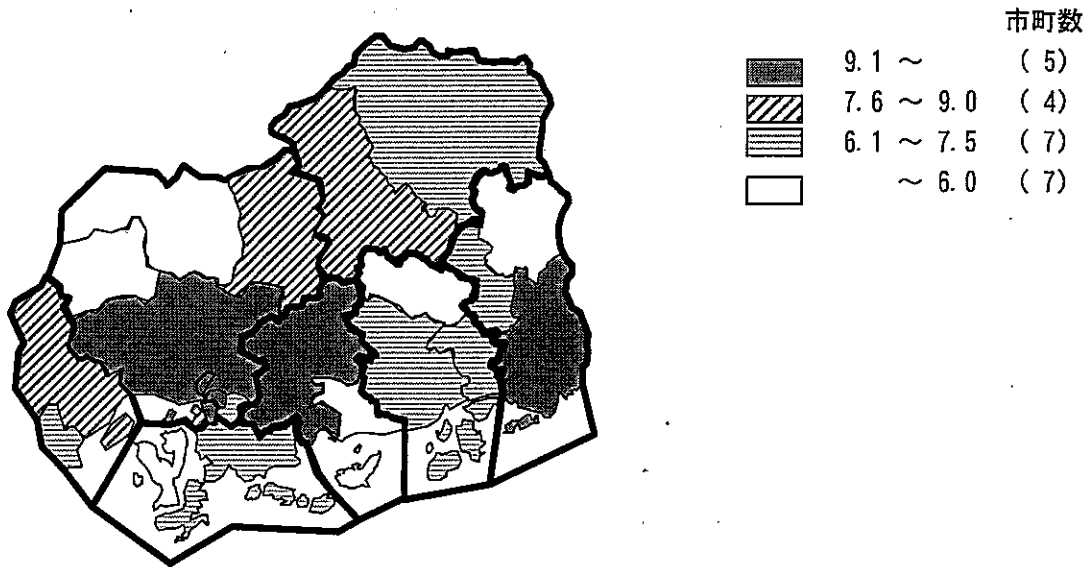 市町数
9.1 ~ ( 5)
7.6 ~ 9.0 ( 4)
6.1 ~ 7.5 ( 7)
~ 6.0 ( 7)